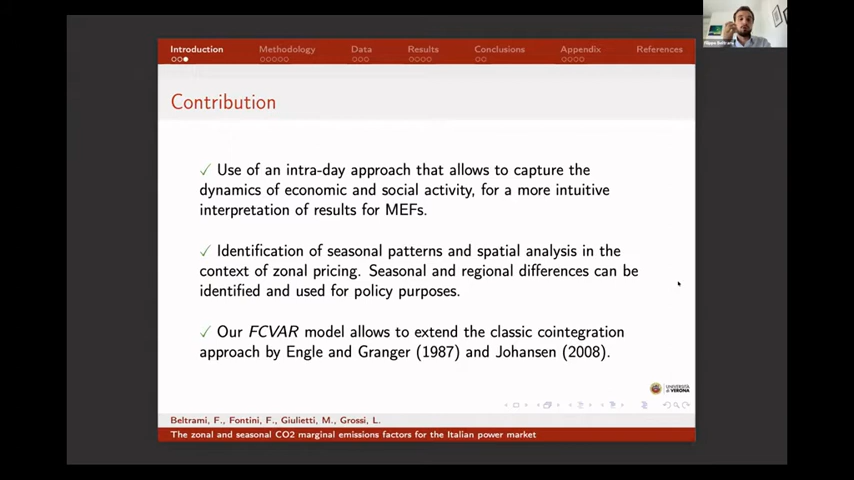 Introduction Methodology Data Results Conclusions Appendix References
Contribution
✓ Use of an intra-day approach that allows to capture the
dynamics of economic and social activity, for a more intuitive
interpretation of results for MEFs.
✓ Identification of seasonal patterns and spatial analysis in the
context of zonal pricing. Seasonal and regional differences can be
identified and used for policy purposes.
✓ Our FCVAR model allows to extend the classic cointegration
approach by Engle and Granger (1987) and Johansen (2008).
UNIVERSITÀ
di VERONA
Beltrami, F., Fontini, F., Giulietti, M., Grossi, L.
The zonal and seasonal CO2 marginal emissions factors for the Italian power market